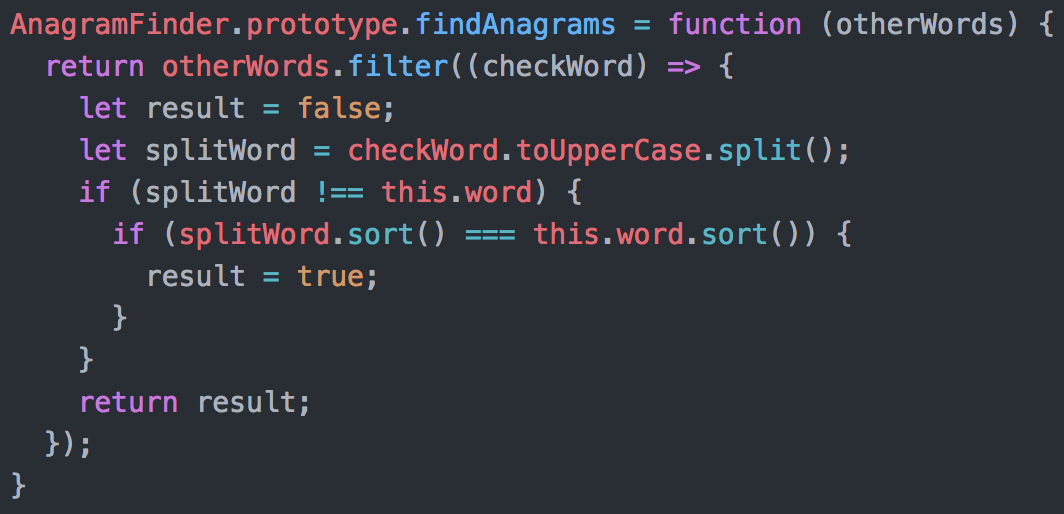 AnagramFinder.prototype.findAnagrams = function (otherWords) {
  return otherWords.filter((checkWord) => {
    let result = false;
    let splitWord = checkWord.toUpperCase.split();
    if (splitWord !== this.word) {
      if (splitWord.sort() === this.word.sort()) {
        result = true;
      }
    }
    return result;
  });
}